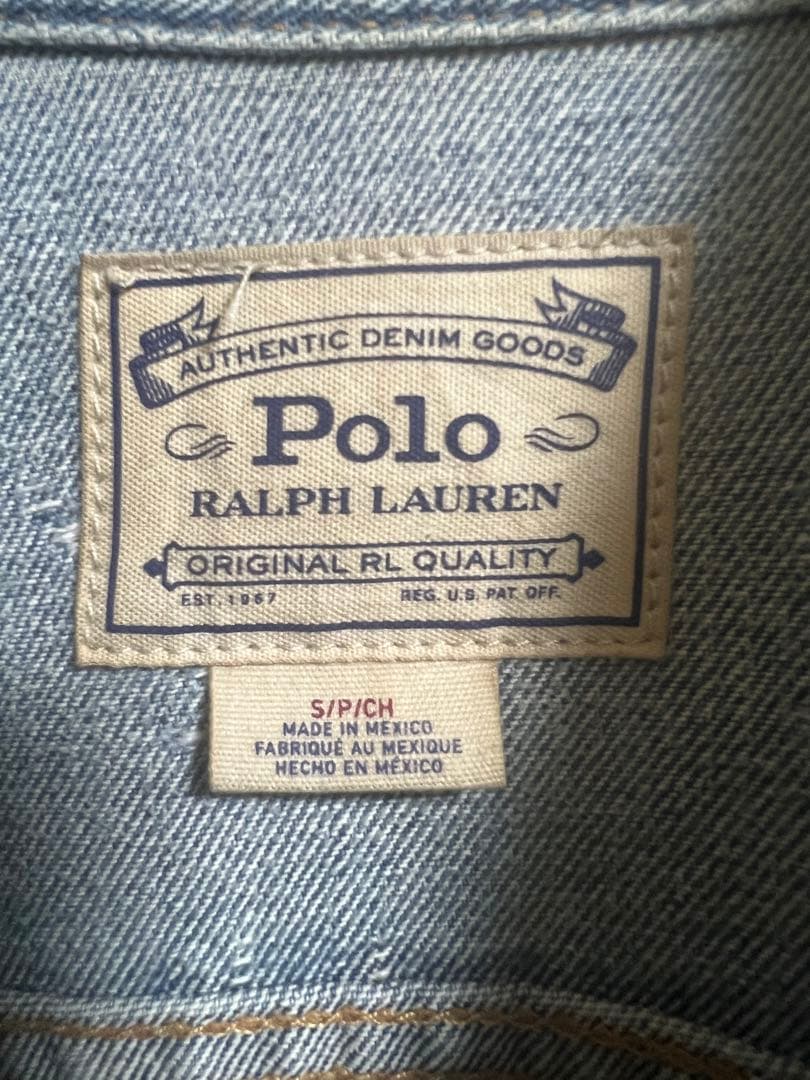 AUTHENTIC DENIM GOODS
Polo
RALPH LAUREN
ORIGINAL RL QUALITY
EST. 1967 REG. U.S. PAT. OFF.
S/P/CH
MADE IN MEXICO
FABRIQUÉ AU MEXIQUE
HECHO EN MÉXICO